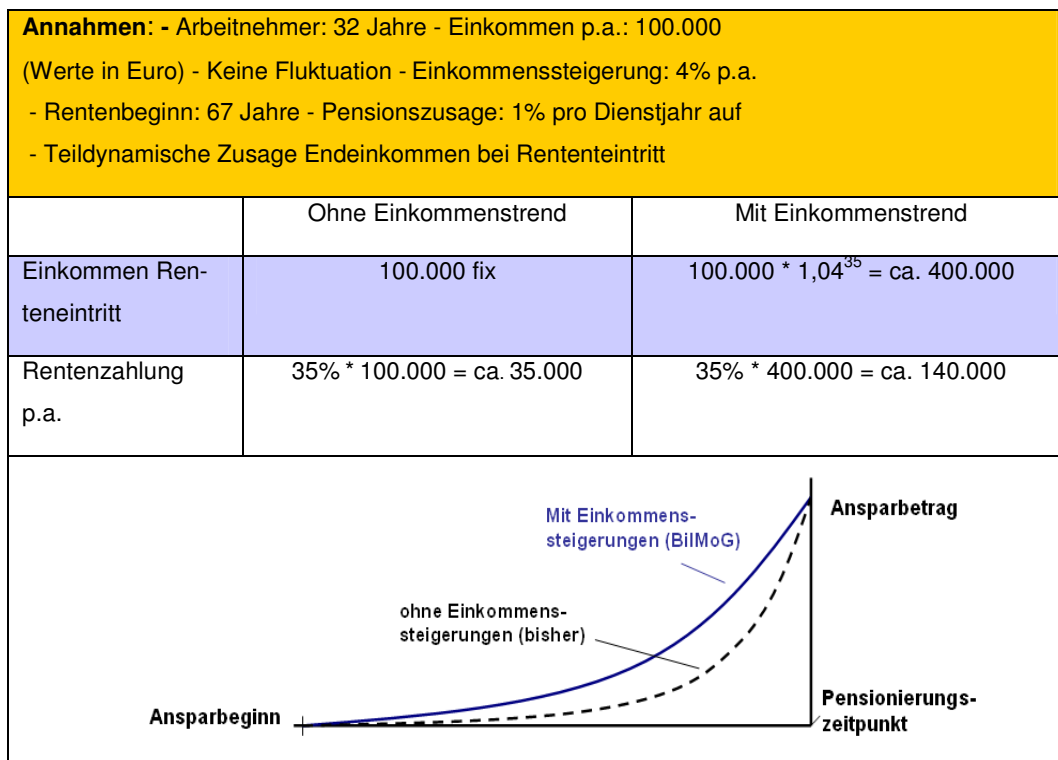 Annahmen: - Arbeitnehmer: 32 Jahre - Einkommen p.a.: 100.000
(Werte in Euro) - Keine Fluktuation - Einkommenssteigerung: 4% p.a.
- Rentenbeginn: 67 Jahre - Pensionszusage: 1% pro Dienstjahr auf
- Teildynamische Zusage Endeinkommen bei Rententeintritt
Ohne Einkommenstrend
Mit Einkommenstrend
Einkommen Ren-
teneintritt
100.000 fix
100.000 * 1,04^35 = ca. 400.000
Rentenzahlung
p.a.
35% * 100.000 = ca. 35.000
35% * 400.000 = ca. 140.000
Mit Einkommens-
steigerungen (BilMoG)
Ansparbetrag
ohne Einkommens-
steigerungen (bisher)
Ansparbeginn
Pensionierungs-
zeitpunkt